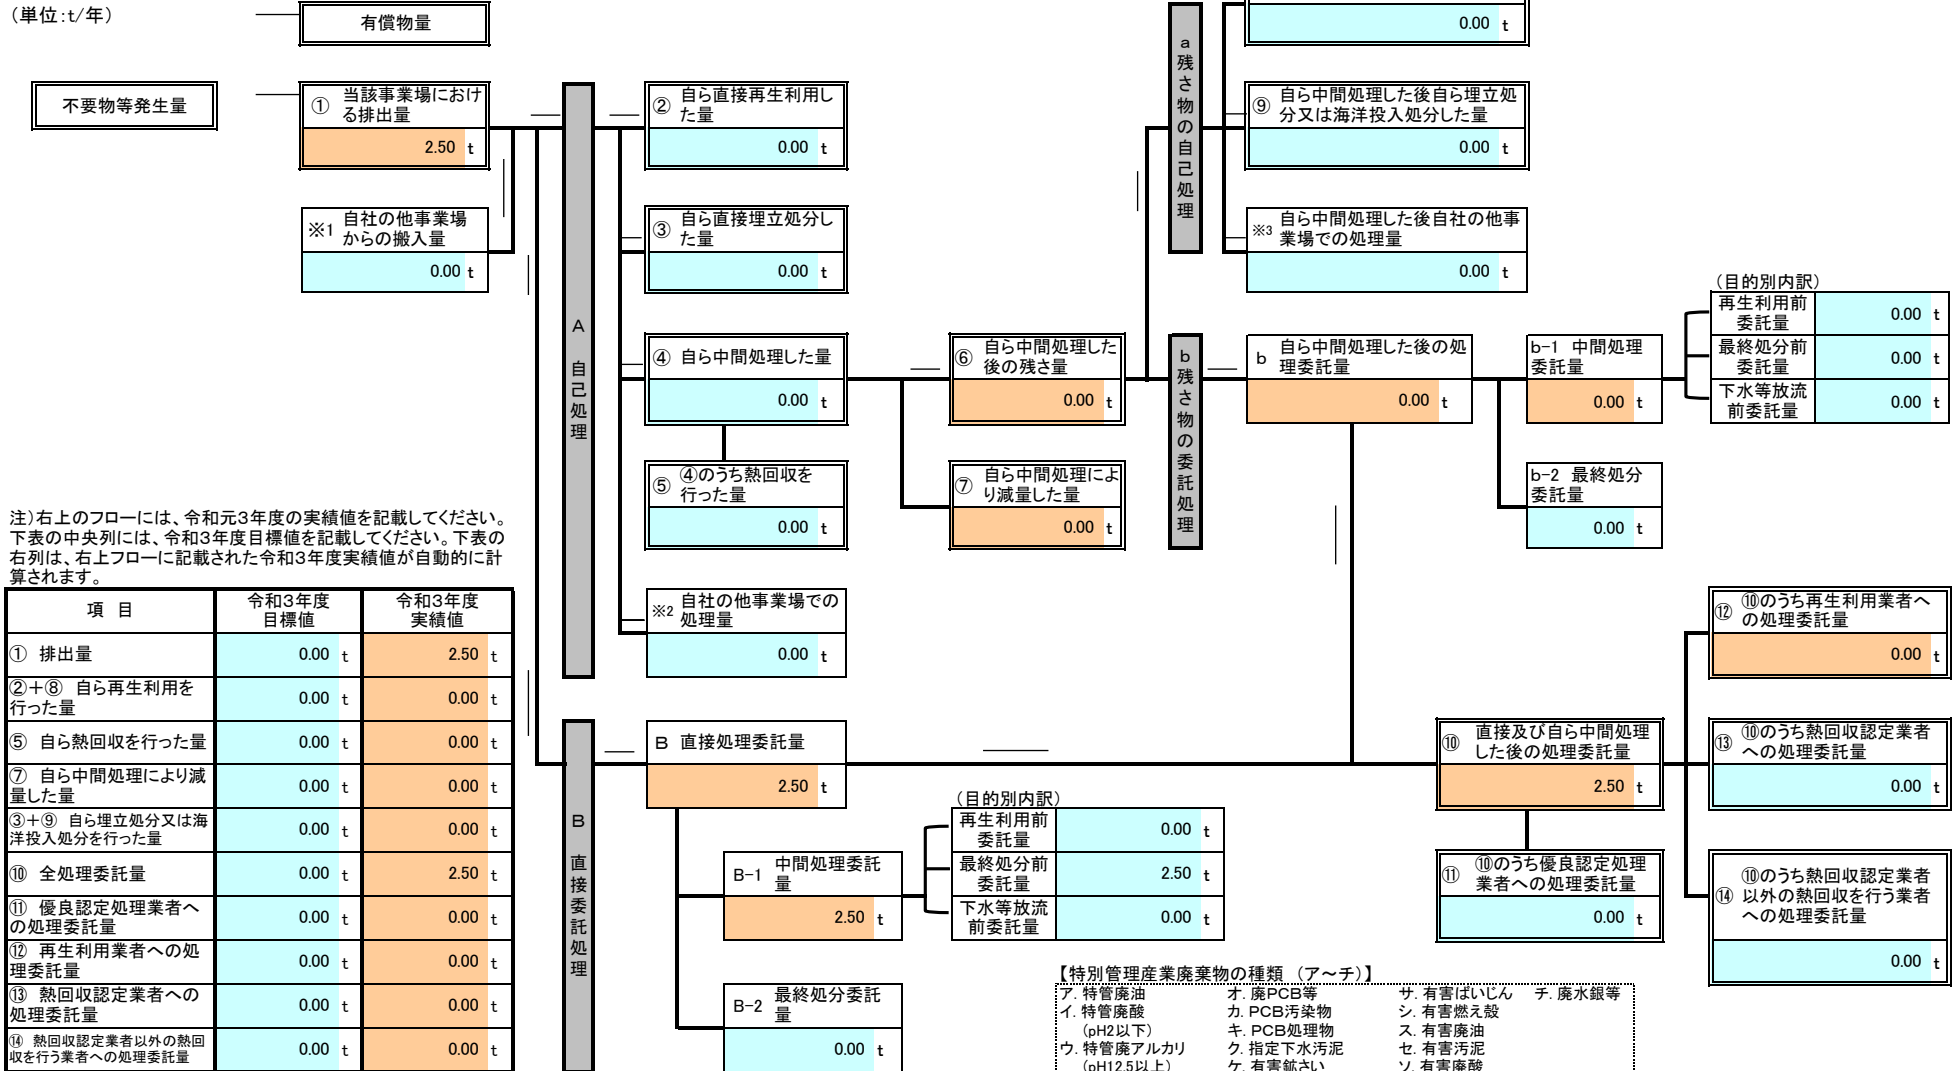 （単位：t/年）
有償物量
不要物等発生量
①
当該事業場におけ
る排出量
2.50 t
※1
自社の他事業場
からの搬入量
0.00 t
A 自己処理
②
自ら直接再生利用し
た量
0.00 t
③
自ら直接埋立処分し
た量
0.00 t
④ 自ら中間処理した量
0.00 t
⑤
④のうち熱回収を
行った量
0.00 t
※2
自社の他事業場での
処理量
0.00 t
⑥
自ら中間処理した
後の残さ量
0.00 t
⑦
自ら中間処理によ
り減量した量
0.00 t
a残さ物の自己処理
0.00 t
⑨
自ら中間処理した後自ら埋立処
分又は海洋投入処分した量
0.00 t
※3
自ら中間処理した後自社の他事
業場での処理量
0.00 t
b残さ物の委託処理
b
自ら中間処理した後の処
理委託量
0.00 t
b-1 中間処理
委託量
0.00 t
（目的別内訳）
再生利用前
委託量
0.00 t
最終処分前
委託量
0.00 t
下水等放流
前委託量
0.00 t
b-2 最終処分
委託量
0.00 t
注）右上のフローには、令和元3年度の実績値を記載してください。
下表の中央列には、令和3年度目標値を記載してください。下表の
右列は、右上フローに記載された令和3年度実績値が自動的に計
算されます。
項 目
令和3年度
目標値
令和3年度
実績値
① 排出量
0.00 t 2.50 t
②＋⑧ 自ら再生利用を
行った量
0.00 t 0.00 t
⑤ 自ら熱回収を行った量
0.00 t 0.00 t
⑦ 自ら中間処理により減
量した量
0.00 t 0.00 t
③＋⑨ 自ら埋立処分又は海
洋投入処分を行った量
0.00 t 0.00 t
⑩ 全処理委託量
0.00 t 2.50 t
⑪ 優良認定処理業者へ
の処理委託量
0.00 t 0.00 t
⑫ 再生利用業者への処
理委託量
0.00 t 0.00 t
⑬ 熱回収認定業者への
処理委託量
0.00 t 0.00 t
⑭ 熱回収認定業者以外の熱回
収を行う業者への処理委託量
0.00 t 0.00 t
B 直接委託処理
B 直接処理委託量
2.50 t
B-1
中間処理委託
量
2.50 t
（目的別内訳）
再生利用前
委託量
0.00 t
最終処分前
委託量
2.50 t
下水等放流
前委託量
0.00 t
B-2
最終処分委託
量
0.00 t
⑩
直接及び自ら中間処理
した後の処理委託量
2.50 t
⑪
⑩のうち優良認定処理
業者への処理委託量
0.00 t
⑫
⑩のうち再生利用業者へ
の処理委託量
0.00 t
⑬
⑩のうち熱回収認定業者
への処理委託量
0.00 t
⑭
⑩のうち熱回収認定業者
以外の熱回収を行う業者
への処理委託量
0.00 t
【特別管理産業廃棄物の種類 （ア～チ）】
ア. 特管廃油 オ. 廃PCB等 サ. 有害ばいじん チ. 廃水銀等
イ. 特管廃酸 カ. PCB汚染物 シ. 有害燃え殻
（pH2以下） キ. PCB処理物 ス. 有害廃油
ウ. 特管廃アルカリ ク. 指定下水汚泥 セ. 有害汚泥
（pH12.5以上） ケ. 有害鉱さい ソ. 有害廃酸